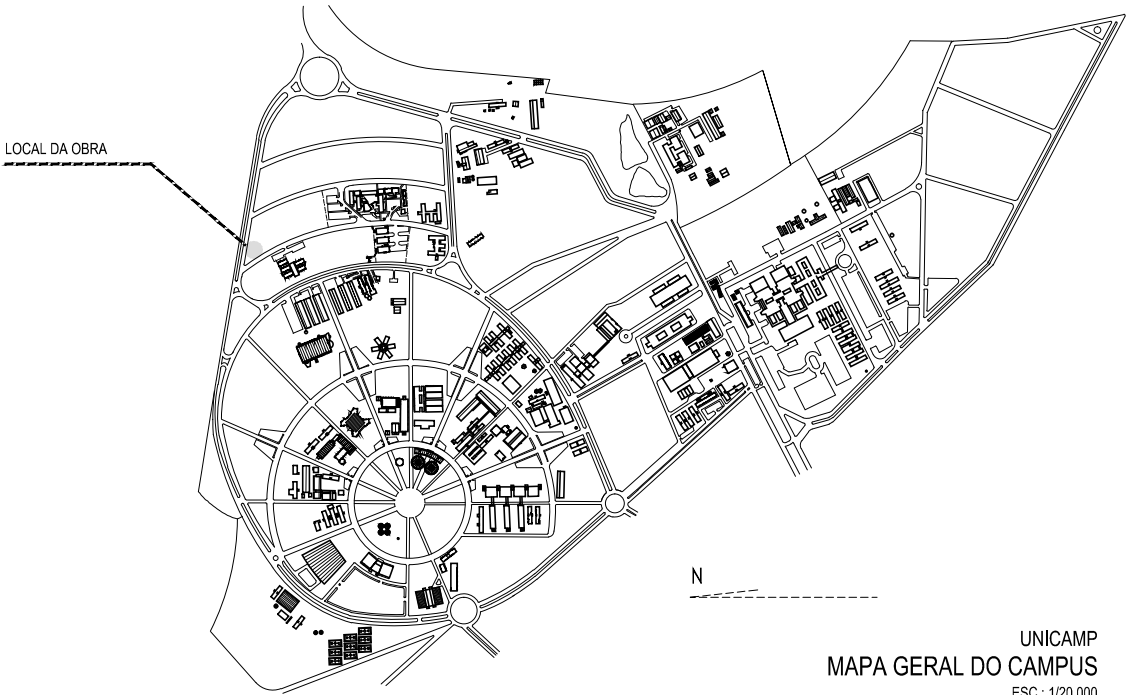 LOCAL DA OBRA
N
UNICAMP
MAPA GERAL DO CAMPUS
ESC.: 1/20.000